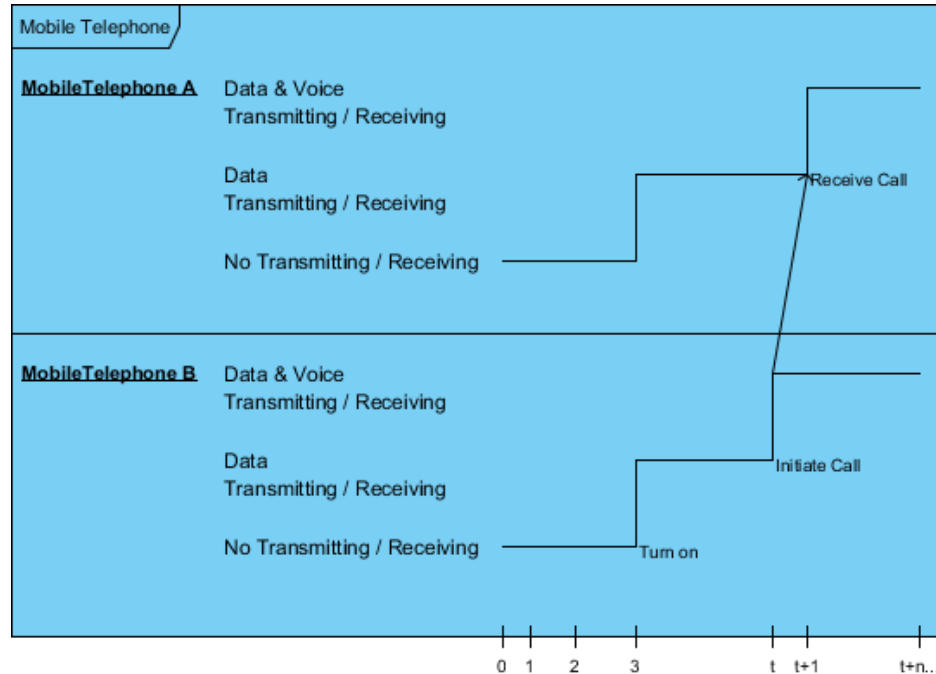 Mobile Telephone
MobileTelephone A
Data & Voice
Transmitting / Receiving
Data
Transmitting / Receiving
Receive Call
No Transmitting / Receiving
MobileTelephone B
Data & Voice
Transmitting / Receiving
Data
Transmitting / Receiving
Initiate Call
No Transmitting / Receiving
Turn on
0 1 2 3 t t+1 t+n...